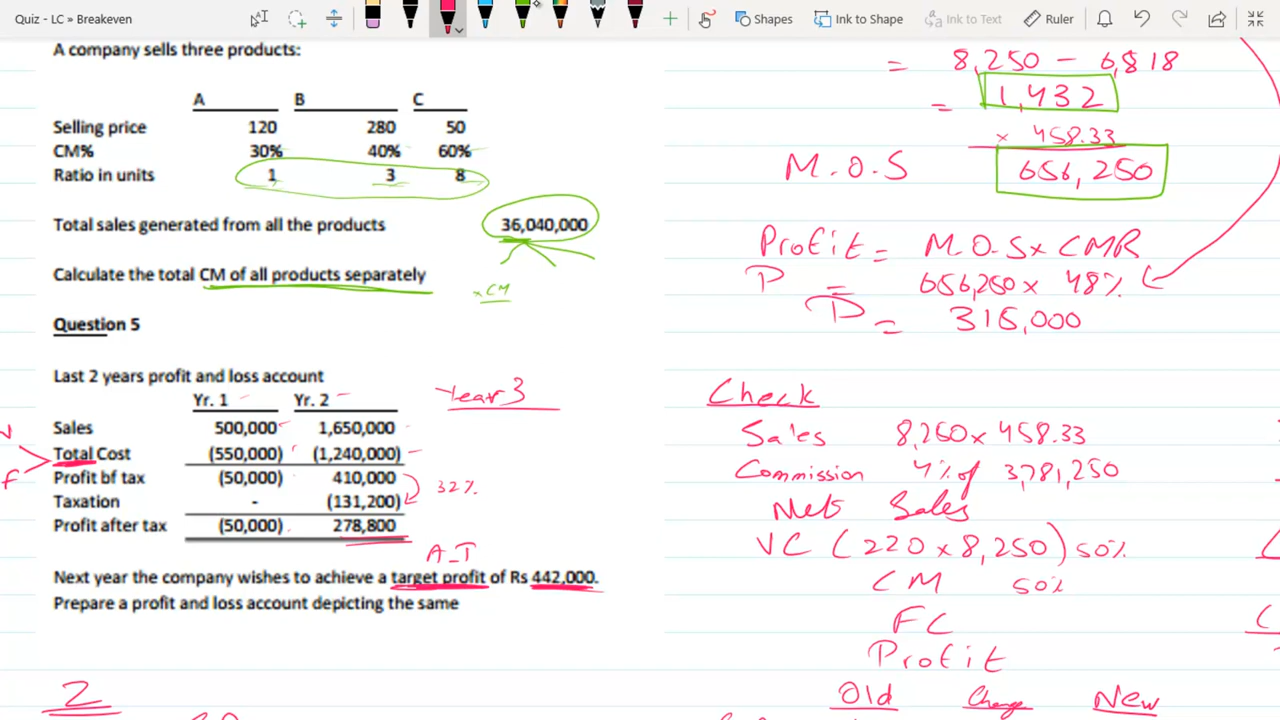 Quiz - LC » Breakeven
Shapes
Ink to Shape
Ink to Text
Ruler
A company sells three products:
A B C
Selling price 120 280 50
CM% 30% 40% 60%
Ratio in units 1 3 8
Total sales generated from all the products 36,040,000
Calculate the total CM of all products separately
×CM
Question 5
Last 2 years profit and loss account
Yr. 1 Yr. 2 Year 3
Sales 500,000 1,650,000
Total Cost (550,000) (1,240,000)
Profit bf tax (50,000) 410,000
32%
Taxation - (131,200)
Profit after tax (50,000) 278,800
A-T
Next year the company wishes to achieve a target profit of Rs 442,000.
Prepare a profit and loss account depicting the same
2
= 8,250 - 6,818
= 1,432
× 458.33
M.O.S 656,250
Profit = M.O.S x CMR
P = 656,250 x 48%
P = 315,000
Check
Sales 8,250 x 458.33
Commission 4% of 3,781,250
Net Sales
VC (220 x 8,250) 50%
CM 50%
FC
Profit
Old Change New